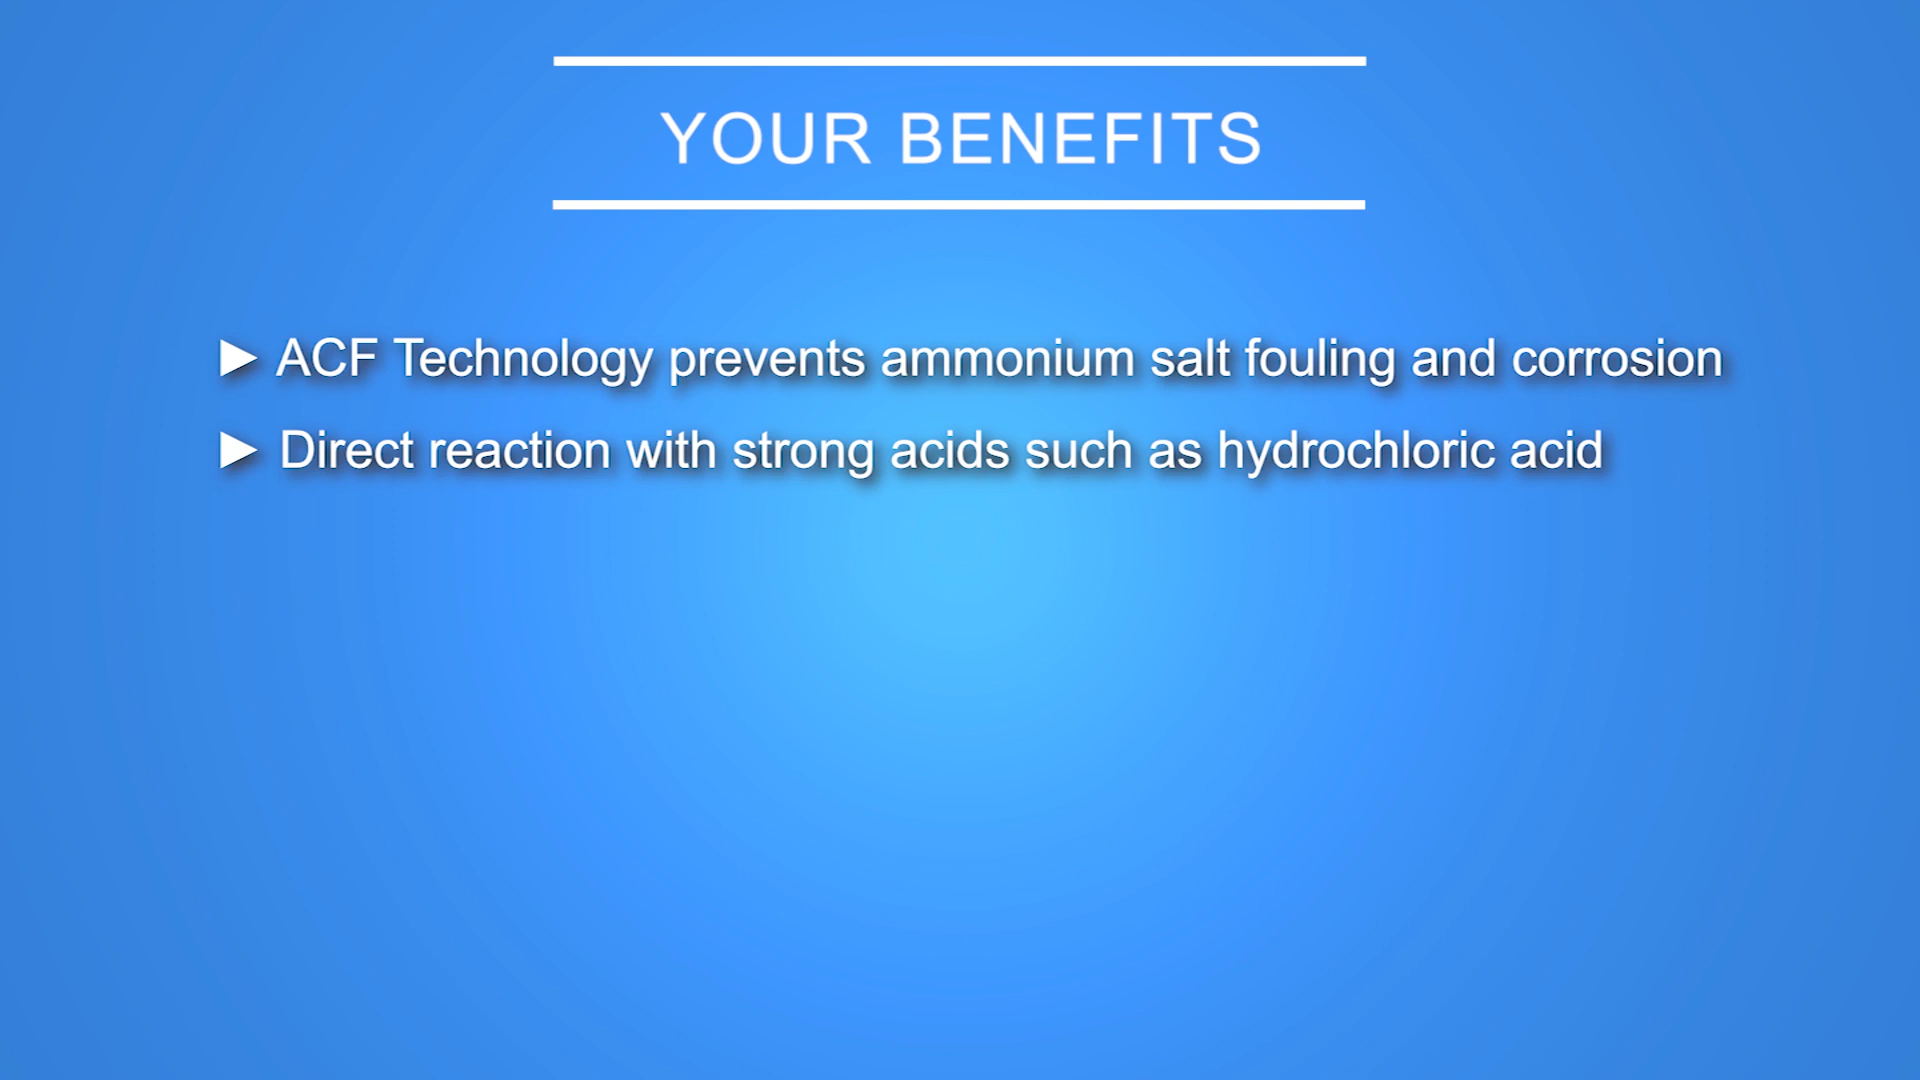 YOUR BENEFITS
► ACF Technology prevents ammonium salt fouling and corrosion
► Direct reaction with strong acids such as hydrochloric acid